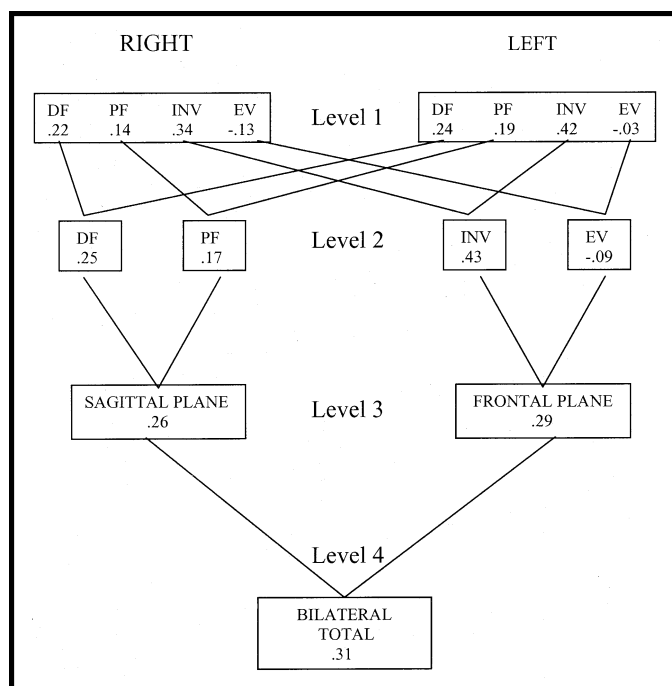 RIGHT LEFT
DF PF INV EV
.22 .14 .34 -.13
Level 1
DF PF INV EV
.24 .19 .42 -.03
DF
.25
PF
.17
Level 2
INV
.43
EV
-.09
SAGITTAL PLANE
.26
Level 3
FRONTAL PLANE
.29
Level 4
BILATERAL
TOTAL
.31